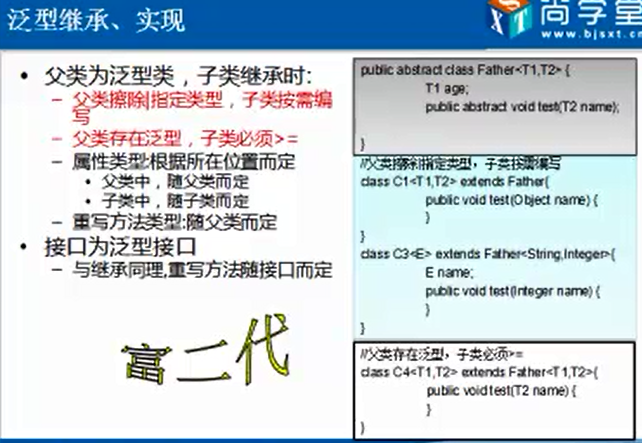 泛型继承、实现
尚学堂
www.bjsxt.co
父类为泛型类，子类继承时:
父类擦除|指定类型，子类按需编
写
父类存在泛型，子类必须>=
属性类型:根据所在位置而定
父类中，随父类而定
子类中，随子类而定
重写方法类型:随父类而定
接口为泛型接口
与继承同理,重写方法随接口而定
富二代
public abstract class Father<T1,T2> {
T1 age;
public abstract void test(T2 name);
}
//父类擦除|指定类型，子类按需编写
class C1<T1,T2> extends Father{
public void test(Object name) {
}
}
class C3<E> extends Father<String,Integer>{
E name;
public void test(Integer name) {
}
}
//父类存在泛型，子类必须>=
class C4<T1,T2> extends Father<T1,T2>{
public void test(T2 name) {
}
}